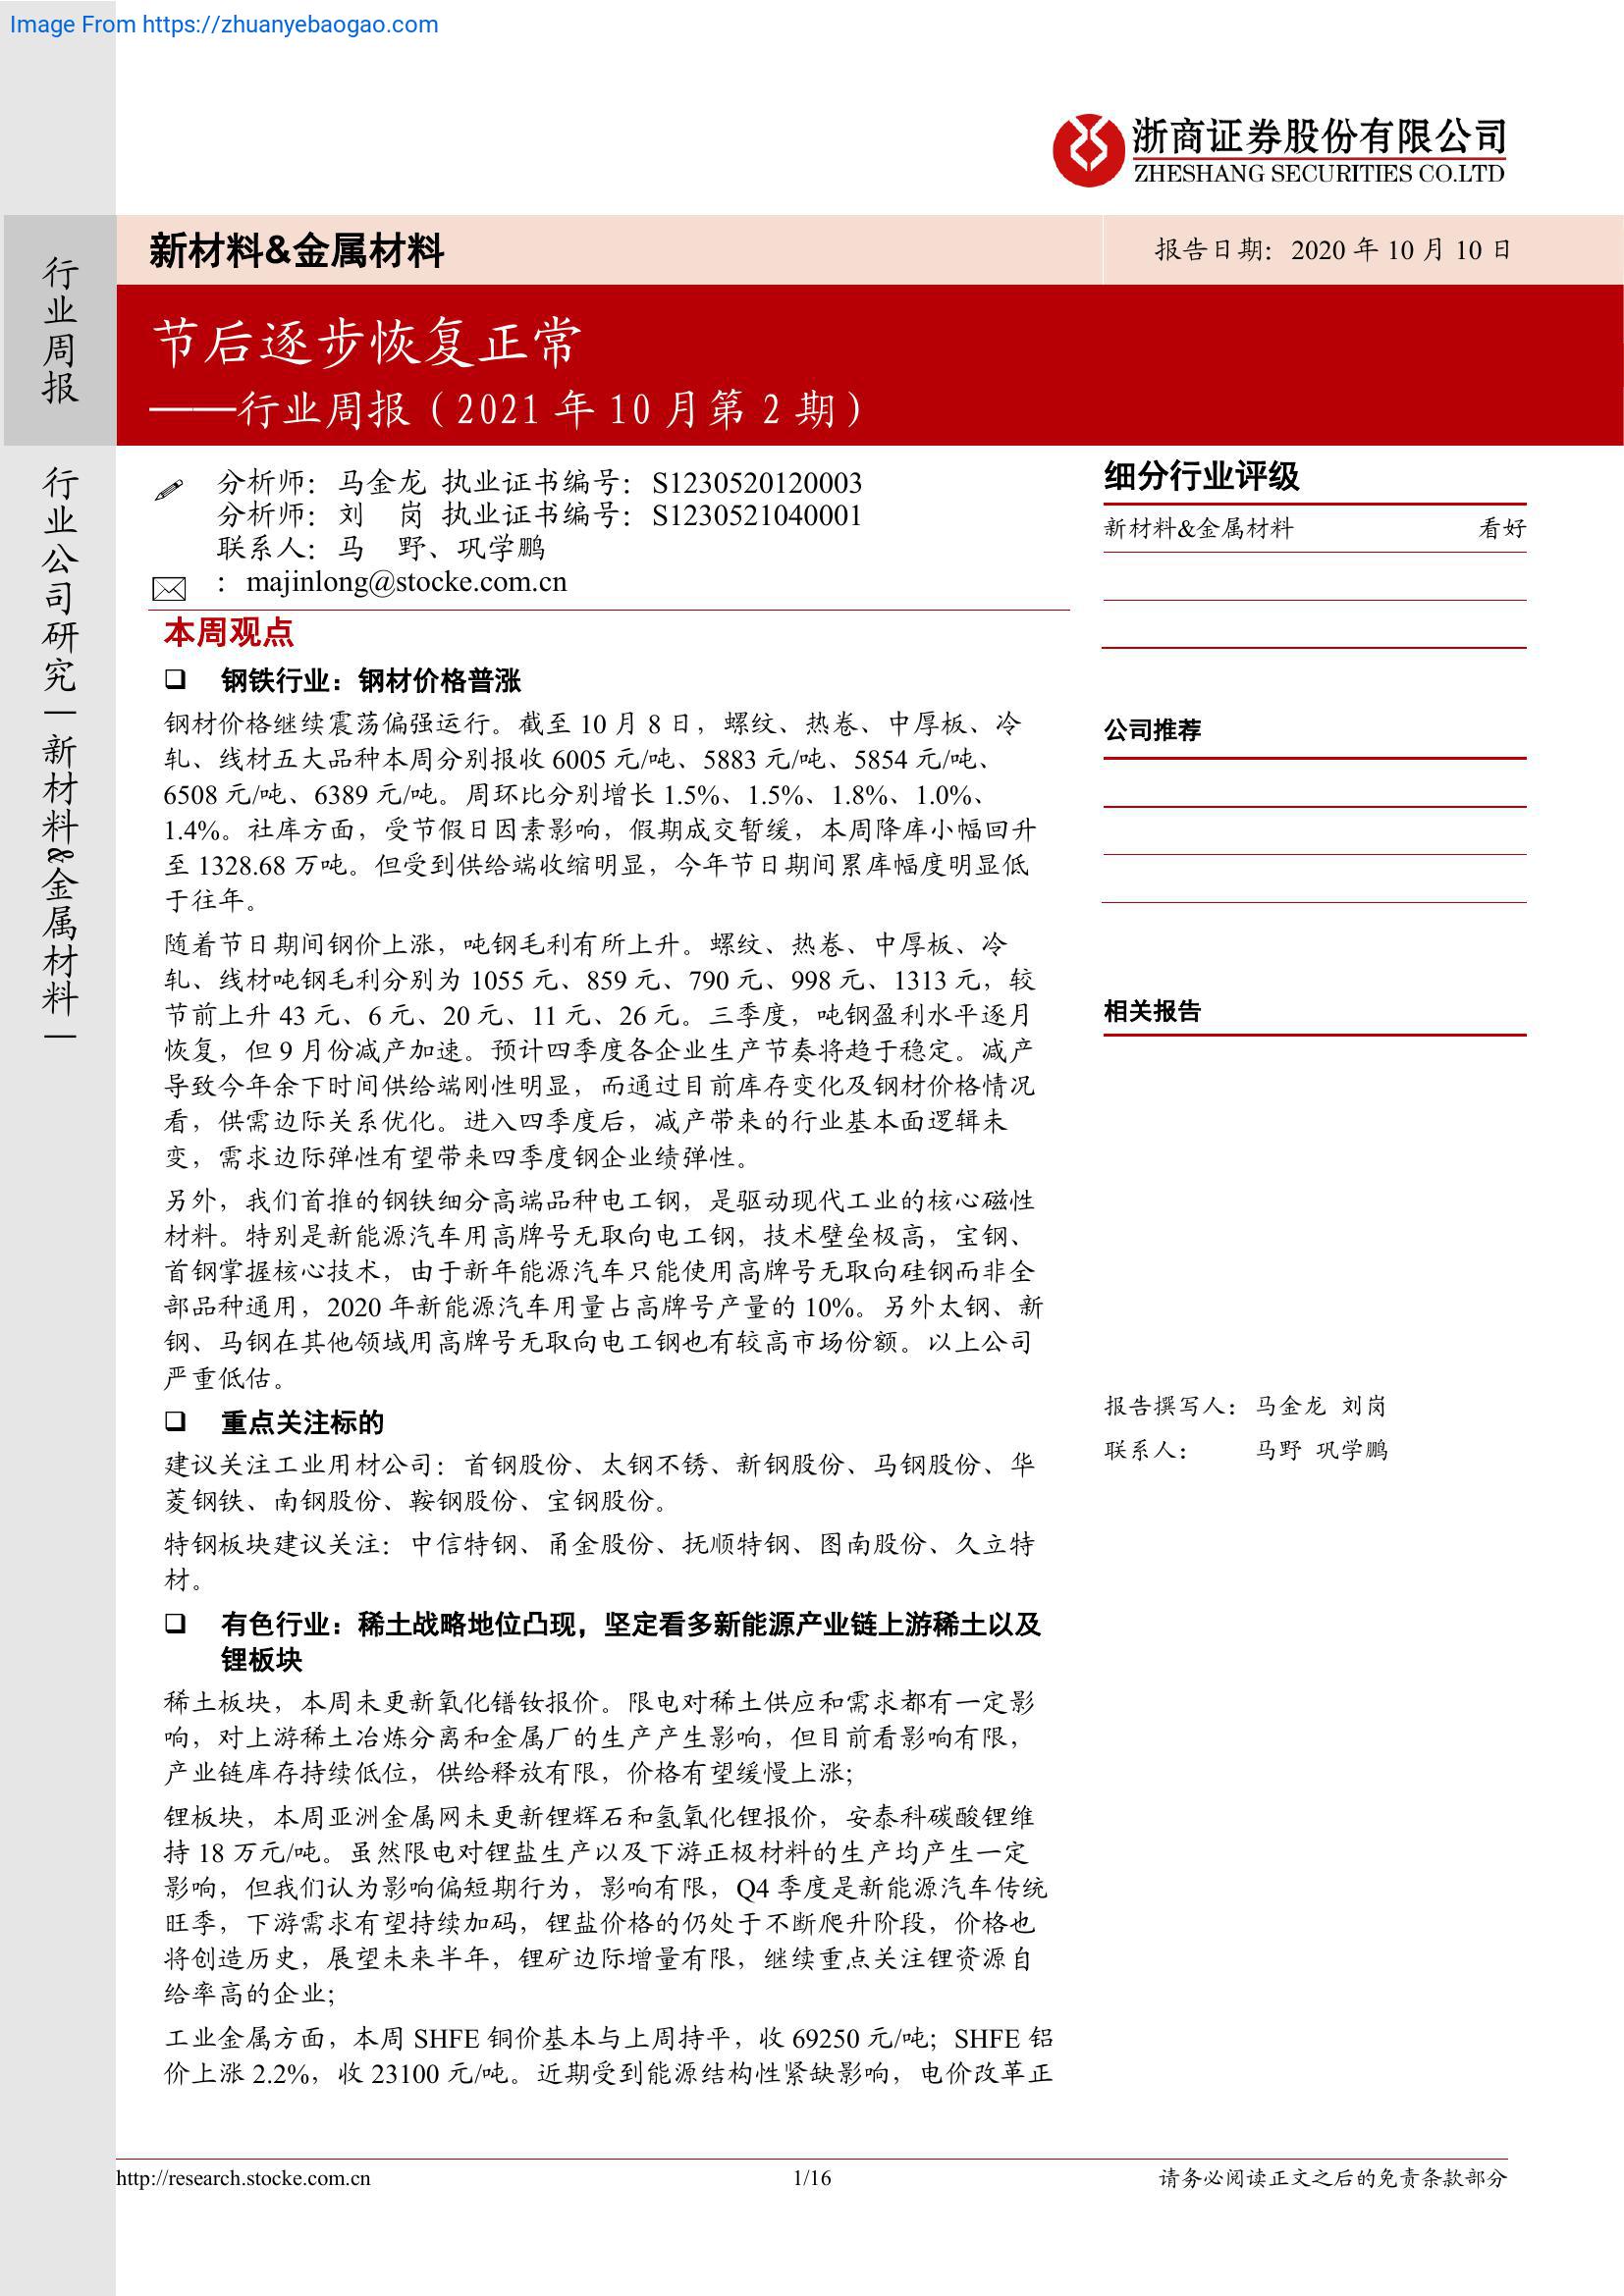 Image From https://zhuanyebaogao.com
浙商证券股份有限公司
ZHESHANG SECURITIES CO.LTD
新材料&金属材料
报告日期：2020 年 10 月 10 日
行业周报
行业公司研究—新材料&金属材料—
节后逐步恢复正常
——行业周报（2021 年 10 月第 2 期）
分析师：马金龙 执业证书编号：S1230520120003
分析师：刘 岗 执业证书编号：S1230521040001
联系人：马 野、巩学鹏
：majinlong@stocke.com.cn
本周观点
钢铁行业：钢材价格普涨
钢材价格继续震荡偏强运行。截至 10 月 8 日，螺纹、热卷、中厚板、冷
轧、线材五大品种本周分别报收 6005 元/吨、5883 元/吨、5854 元/吨、
6508 元/吨、6389 元/吨。周环比分别增长 1.5%、1.5%、1.8%、1.0%、
1.4%。社库方面，受节假日因素影响，假期成交暂缓，本周降库小幅回升
至 1328.68 万吨。但受到供给端收缩明显，今年节日期间累库幅度明显低
于往年。
随着节日期间钢价上涨，吨钢毛利有所上升。螺纹、热卷、中厚板、冷
轧、线材吨钢毛利分别为 1055 元、859 元、790 元、998 元、1313 元，较
节前上升 43 元、6 元、20 元、11 元、26 元。三季度，吨钢盈利水平逐月
恢复，但 9 月份减产加速。预计四季度各企业生产节奏将趋于稳定。减产
导致今年余下时间供给端刚性明显，而通过目前库存变化及钢材价格情况
看，供需边际关系优化。进入四季度后，减产带来的行业基本面逻辑未
变，需求边际弹性有望带来四季度钢企业绩弹性。
另外，我们首推的钢铁细分高端品种电工钢，是驱动现代工业的核心磁性
材料。特别是新能源汽车用高牌号无取向电工钢，技术壁垒极高，宝钢、
首钢掌握核心技术，由于新年能源汽车只能使用高牌号无取向硅钢而非全
部品种通用，2020 年新能源汽车用量占高牌号产量的 10%。另外太钢、新
钢、马钢在其他领域用高牌号无取向电工钢也有较高市场份额。以上公司
严重低估。
重点关注标的
建议关注工业用材公司：首钢股份、太钢不锈、新钢股份、马钢股份、华
菱钢铁、南钢股份、鞍钢股份、宝钢股份。
特钢板块建议关注：中信特钢、甬金股份、抚顺特钢、图南股份、久立特
材。
有色行业：稀土战略地位凸现，坚定看多新能源产业链上游稀土以及
锂板块
稀土板块，本周未更新氧化镨钕报价。限电对稀土供应和需求都有一定影
响，对上游稀土冶炼分离和金属厂的生产产生影响，但目前看影响有限，
产业链库存持续低位，供给释放有限，价格有望缓慢上涨；
锂板块，本周亚洲金属网未更新锂辉石和氢氧化锂报价，安泰科碳酸锂维
持 18 万元/吨。虽然限电对锂盐生产以及下游正极材料的生产均产生一定
影响，但我们认为影响偏短期行为，影响有限，Q4 季度是新能源汽车传统
旺季，下游需求有望持续加码，锂盐价格的仍处于不断爬升阶段，价格也
将创造历史，展望未来半年，锂矿边际增量有限，继续重点关注锂资源自
给率高的企业；
工业金属方面，本周 SHFE 铜价基本与上周持平，收 69250 元/吨；SHFE 铝
价上涨 2.2%，收 23100 元/吨。近期受到能源结构性紧缺影响，电价改革正
细分行业评级
新材料&金属材料 看好
公司推荐
相关报告
报告撰写人：马金龙 刘岗
联系人： 马野 巩学鹏
http://research.stocke.com.cn
1/16
请务必阅读正文之后的免责条款部分